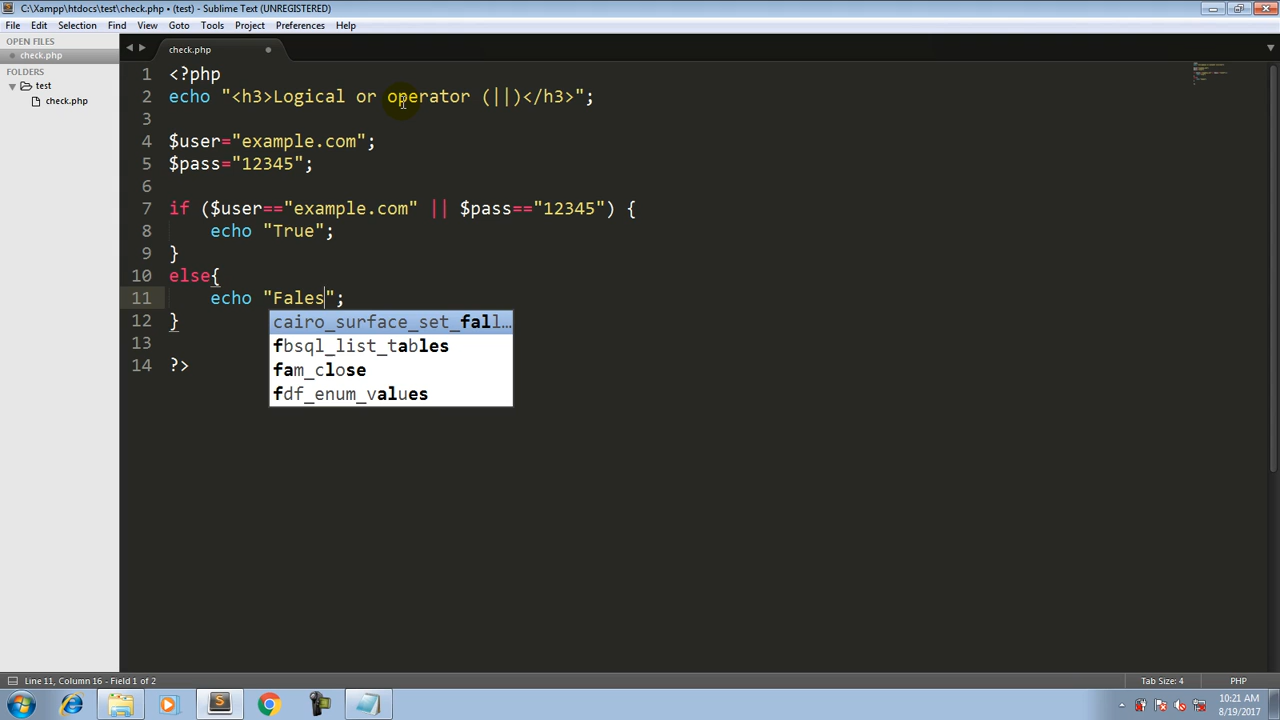 C:\Xampp\htdocs\test\check.php • (test) - Sublime Text (UNREGISTERED)
File Edit Selection Find View Goto Tools Project Preferences Help
OPEN FILES
check.php
FOLDERS
test
check.php
check.php
1 <?php
2 echo "<h3>Logical or operator (||)</h3>";
3
4 $user="example.com";
5 $pass="12345";
6
7 if ($user=="example.com" || $pass=="12345") {
8 echo "True";
9 }
10 else{
11 echo "Fales";
12 }
13
14 ?>
cairo_surface_set_fall…
fbsql_list_tables
fam_close
fdf_enum_values
Line 11, Column 16 - Field 1 of 2
Tab Size: 4
PHP
10:21 AM
8/19/2017